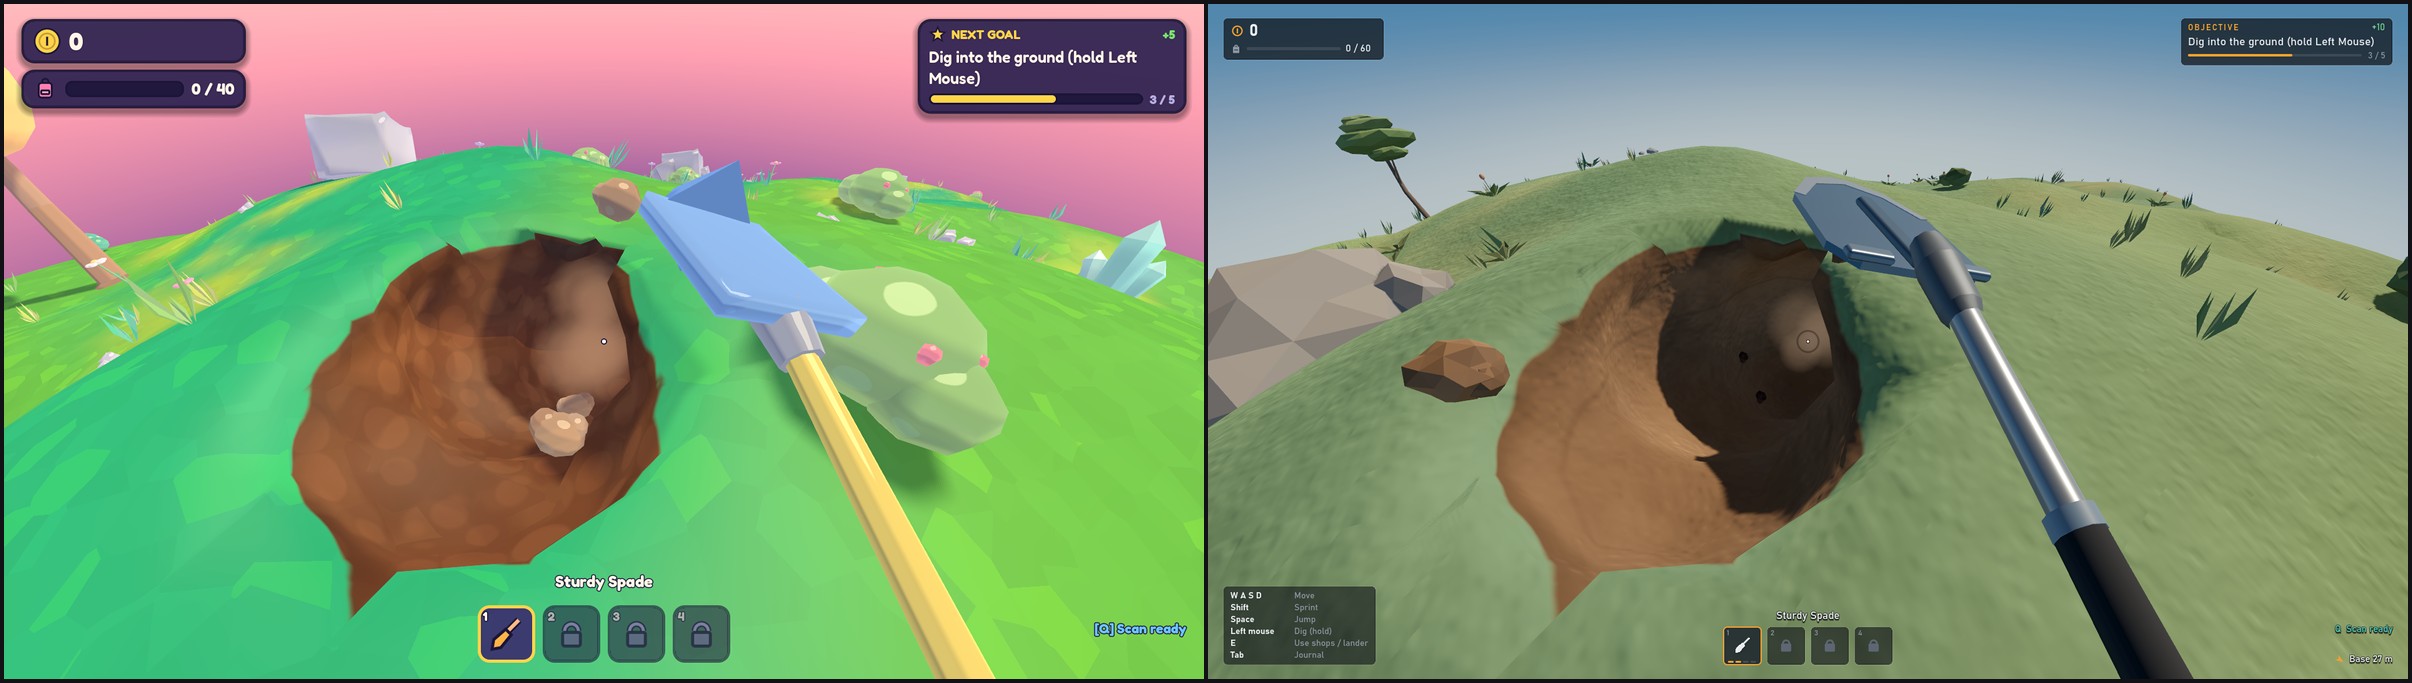 0
0 / 40
NEXT GOAL +5
Dig into the ground (hold Left
Mouse)
3 / 5
Sturdy Spade
1 2 3 4
[Q] Scan ready
0
0 / 60
OBJECTIVE +10
Dig into the ground (hold Left Mouse)
3 / 5
W A S D Move
Shift Sprint
Space Jump
Left mouse Dig (hold)
E Use shops / lander
Tab Journal
Sturdy Spade
1 2 3 4
Q Scan ready
Base 27 m